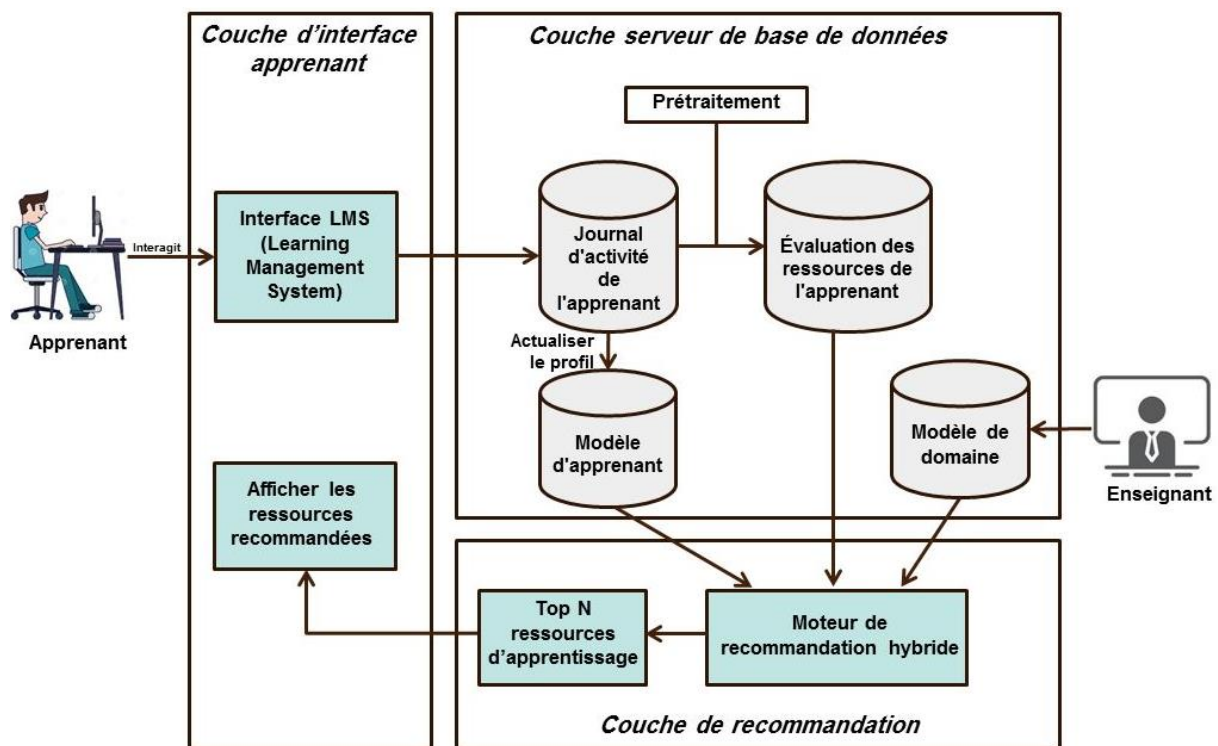 Couche d’interface
apprenant
Couche serveur de base de données
Prétraitement
Interface LMS
(Learning
Management
System)
Interagit
Apprenant
Journal
d'activité
de
l'apprenant
Évaluation des
ressources de
l'apprenant
Actualiser
le profil
Modèle
d'apprenant
Modèle de
domaine
Enseignant
Afficher les
ressources
recommandées
Top N
ressources
d’apprentissage
Moteur de
recommandation hybride
Couche de recommandation